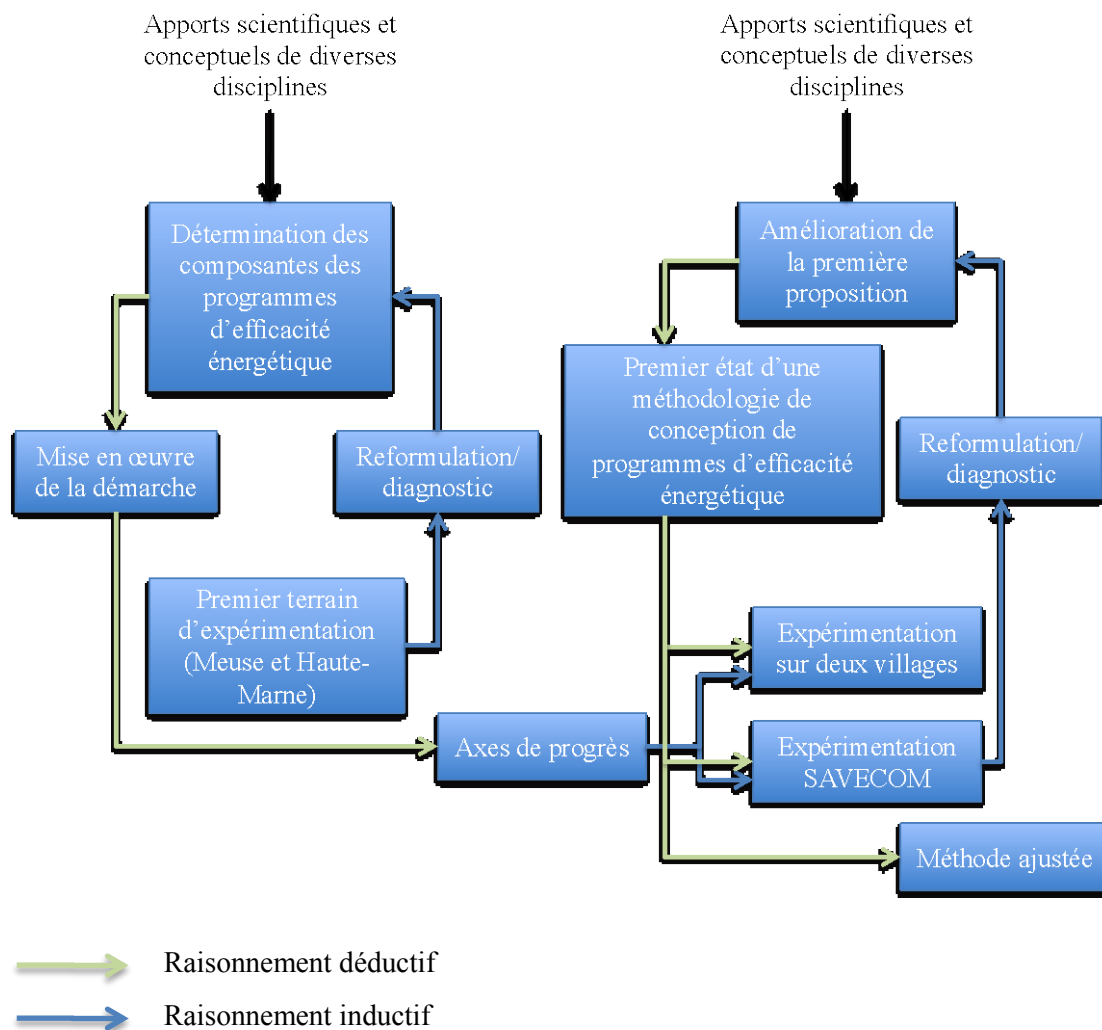 Apports scientifiques et
conceptuels de diverses
disciplines
Apports scientifiques et
conceptuels de diverses
disciplines
Détermination des
composantes des
programmes
d’efficacité
énergétique
Amélioration de
la première
proposition
Premier état d’une
méthodologie de
conception de
programmes d’efficacité
énergétique
Mise en œuvre
de la démarche
Reformulation/
diagnostic
Reformulation/
diagnostic
Premier terrain
d’expérimentation
(Meuse et Haute-
Marne)
Expérimentation
sur deux villages
Axes de progrès
Expérimentation
SAVECOM
Méthode ajustée
Raisonnement déductif
Raisonnement inductif